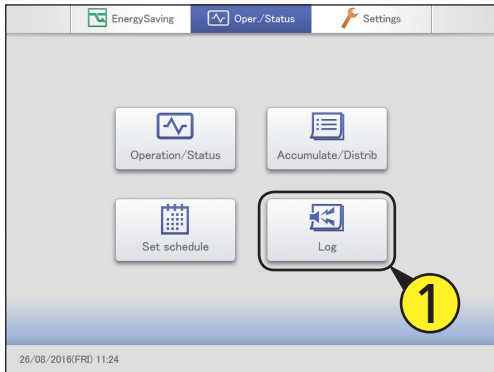 EnergySaving Oper./Status Settings
Operation/Status Accumulate/Distrib
Set schedule Log
1
26/08/2016(FRI) 11:24